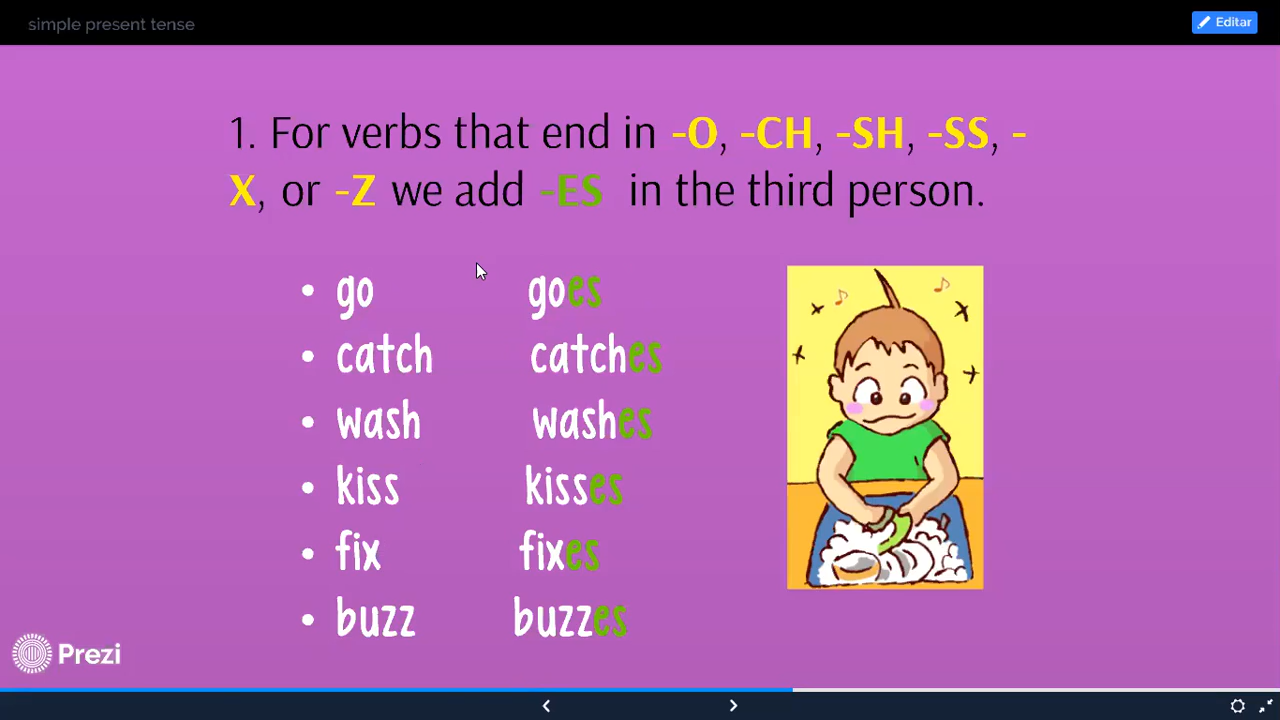 simple present tense
Editar
1. For verbs that end in -O, -CH, -SH, -SS, -
X, or -Z we add -ES in the third person.
• go goes
• catch catches
• wash washes
• kiss kisses
• fix fixes
• buzz buzzes
Prezi